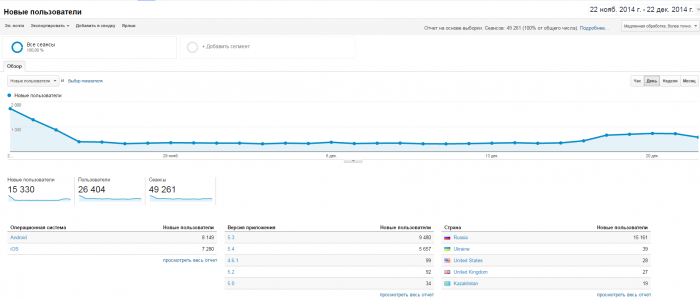 Новые пользователи
22 нояб. 2014 г. - 22 дек. 2014 г.
Эл. почта Экспортировать Добавить в сводку Ярлык
Отчет на основе выборки. Сеансов: 49 261 (100% от общего числа). Подробнее...
Медленная обработка, более точно
Все сеансы
100,00 %
+ Добавить сегмент
Обзор
Новые пользователи и Выбор показателя
Час День Неделя Месяц
Новые пользователи
2 000
1 000
2...
29 нояб.
6 дек.
13 дек.
20 дек.
Новые пользователи Пользователи Сеансы
15 330 26 404 49 261
Операционная система Новые пользователи
Android 8 149
iOS 7 280
просмотреть весь отчет
Версия приложения Новые пользователи
5.3 9 480
5.4 5 657
4.6.1 99
5.2 92
5.0 34
просмотреть весь отчет
Страна Новые пользователи
Russia 15 161
Ukraine 39
United States 28
United Kingdom 27
Kazakhstan 19
просмотреть весь отчет